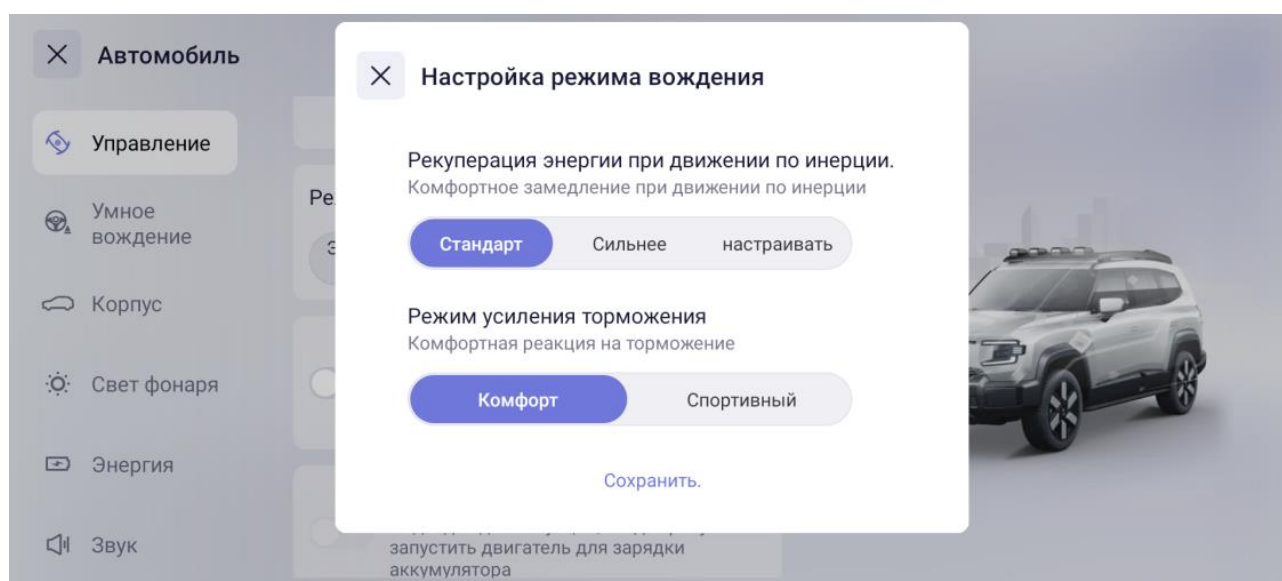 Автомобиль
Управление
Умное
вождение
Корпус
Свет фонаря
Энергия
Звук
Настройка режима вождения
Рекуперация энергии при движении по инерции.
Комфортное замедление при движении по инерции
Стандарт Сильнее настраивать
Режим усиления торможения
Комфортная реакция на торможение
Комфорт Спортивный
Сохранить.
запустить двигатель для зарядки
аккумулятора